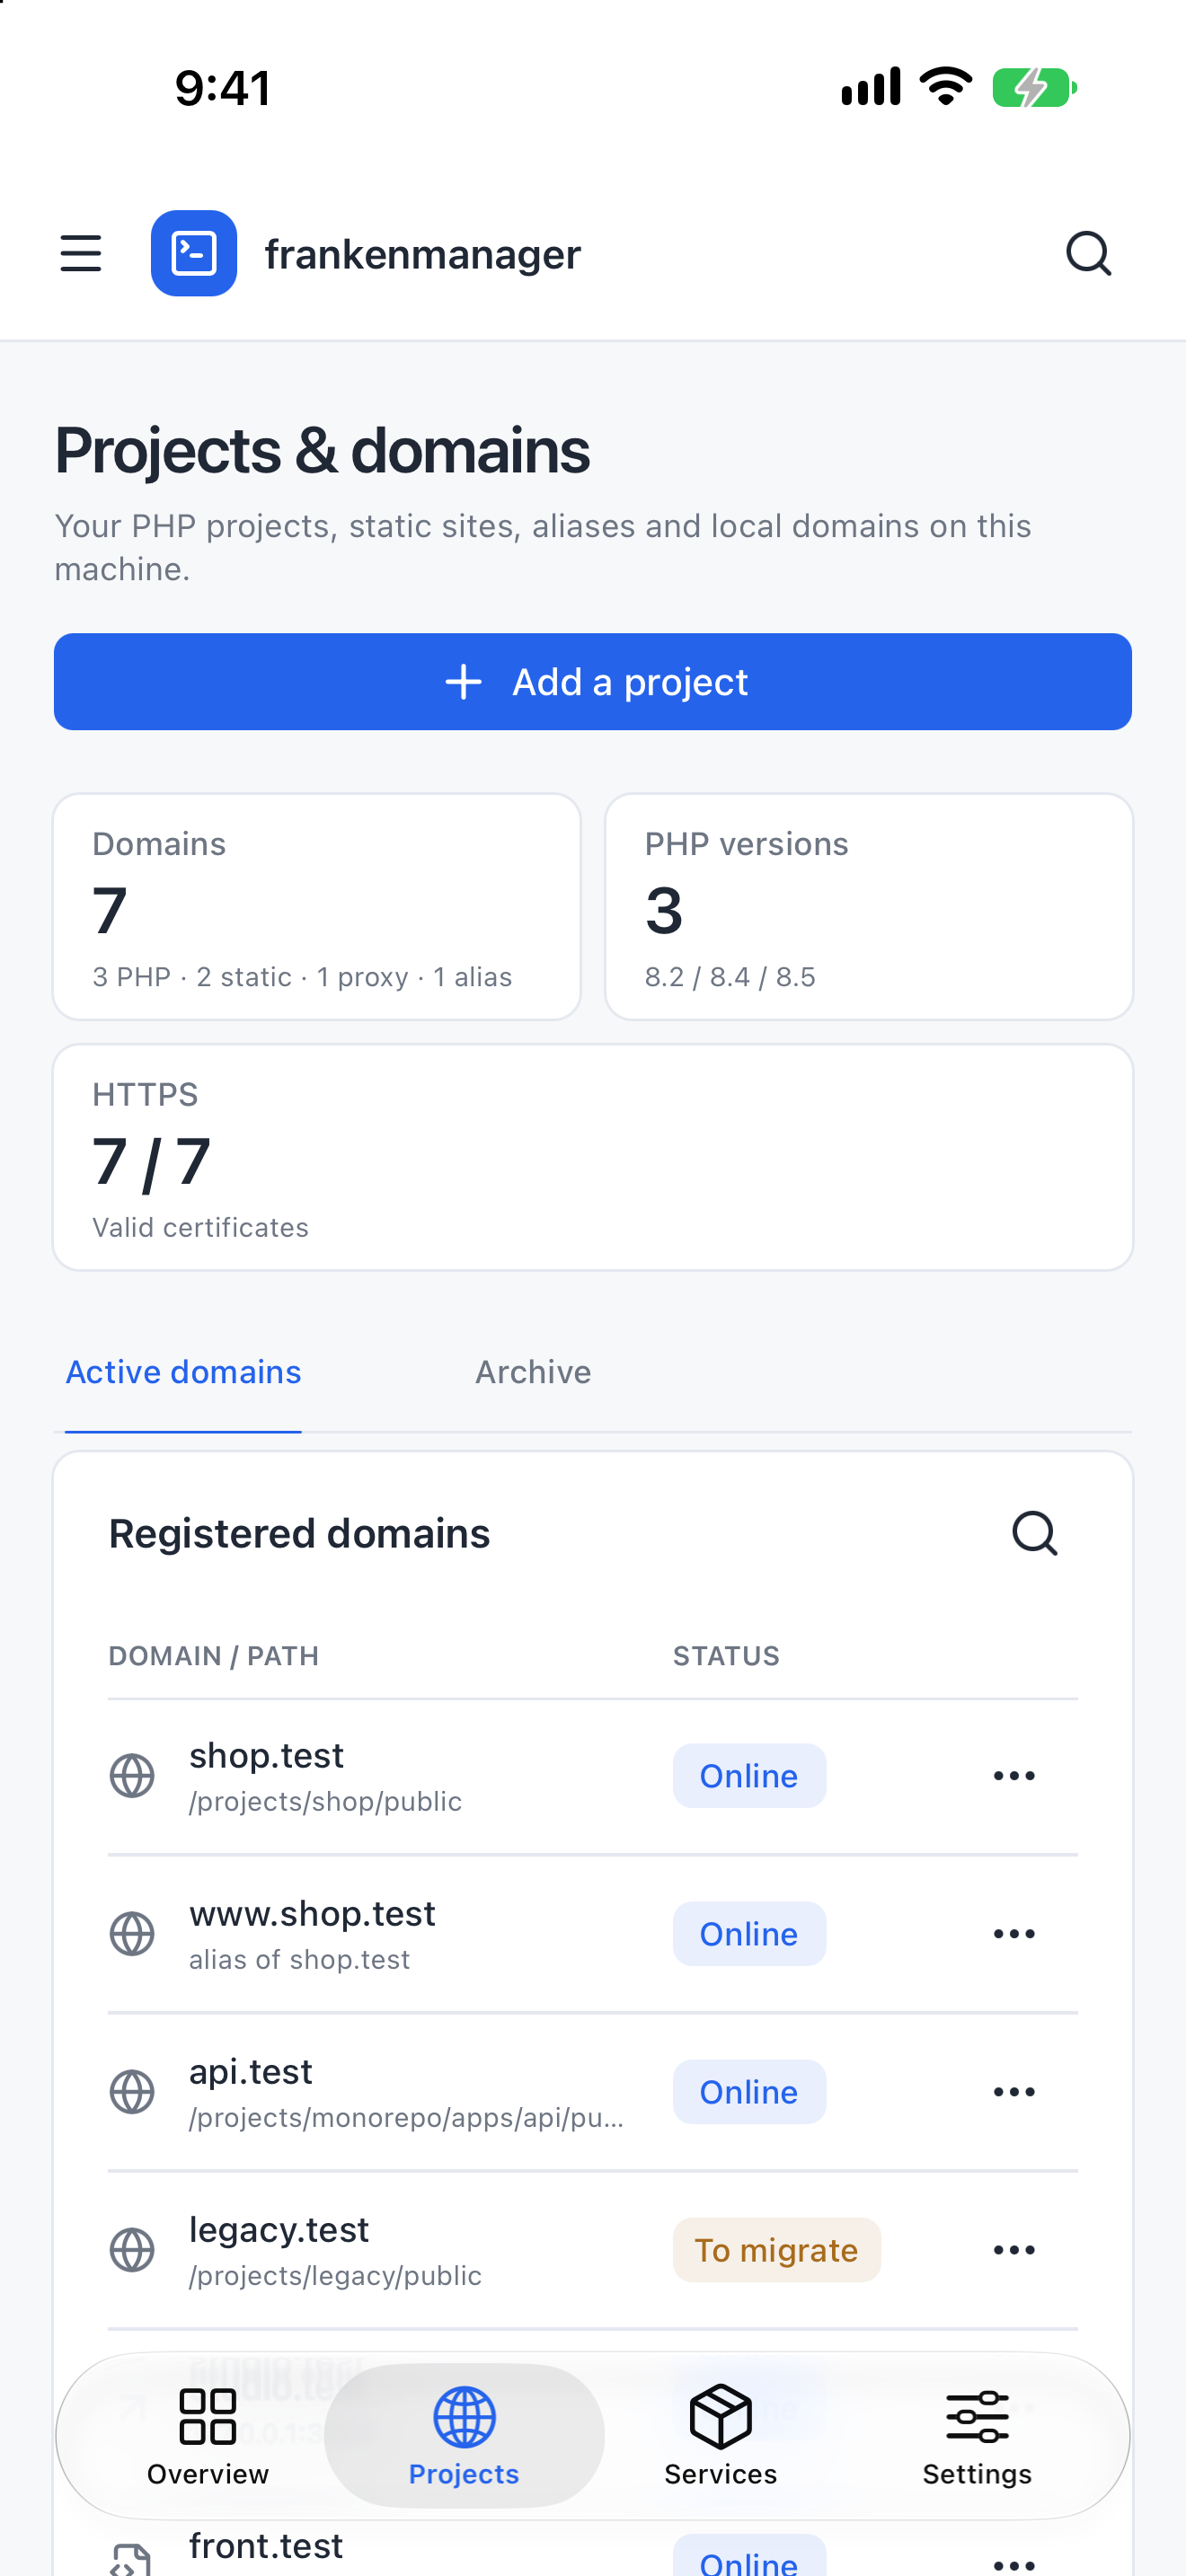 9:41
frankenmanager
Projects & domains
Your PHP projects, static sites, aliases and local domains on this
machine.
Add a project
Domains
7
3 PHP · 2 static · 1 proxy · 1 alias
PHP versions
3
8.2 / 8.4 / 8.5
HTTPS
7 / 7
Valid certificates
Active domains
Archive
Registered domains
DOMAIN / PATH
STATUS
shop.test
/projects/shop/public
Online
www.shop.test
alias of shop.test
Online
api.test
/projects/monorepo/apps/api/pu...
Online
legacy.test
/projects/legacy/public
To migrate
Overview
Projects
Services
Settings
front.test
Online